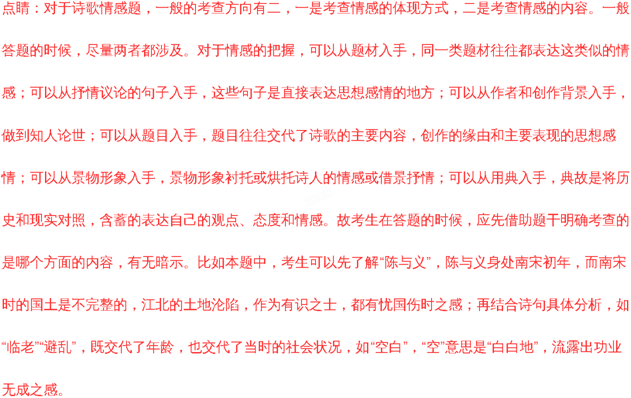 点睛：对于诗歌情感题，一般的考查方向有二，一是考查情感的体现方式，二是考查情感的内容。一般
答题的时候，尽量两者都涉及。对于情感的把握，可以从题材入手，同一类题材往往都表达这类似的情
感；可以从抒情议论的句子入手，这些句子是直接表达思想感情的地方；可以从作者和创作背景入手，
做到知人论世；可以从题目入手，题目往往交代了诗歌的主要内容，创作的缘由和主要表现的思想感
情；可以从景物形象入手，景物形象衬托或烘托诗人的情感或借景抒情；可以从用典入手，典故是将历
史和现实对照，含蓄的表达自己的观点、态度和情感。故考生在答题的时候，应先借助题干明确考查的
是哪个方面的内容，有无暗示。比如本题中，考生可以先了解“陈与义”，陈与义身处南宋初年，而南宋
时的国土是不完整的，江北的土地沦陷，作为有识之士，都有忧国伤时之感；再结合诗句具体分析，如
“临老”“避乱”，既交代了年龄，也交代了当时的社会状况，如“空白”，“空”意思是“白白地”，流露出功业
无成之感。